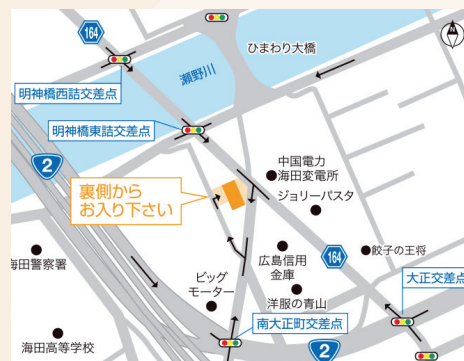 164
ひまわり大橋
瀬野川
明神橋西詰交差点
明神橋東詰交差点
2
中国電力
海田変電所
裏側から
お入り下さい
ジョリーパスタ
海田警察署
広島信用
金庫
164
餃子の王将
ビッグ
モーター
洋服の青山
大正交差点
南大正町交差点
海田高等学校
2